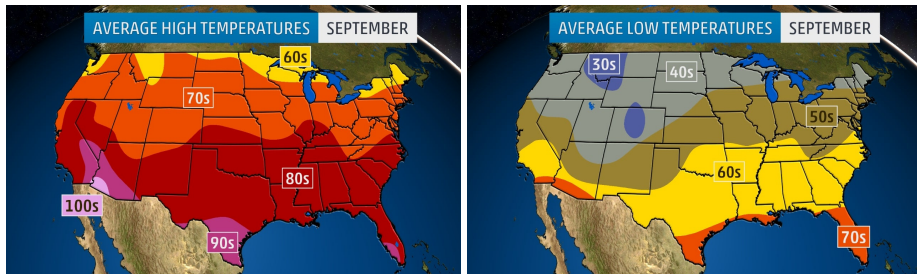 AVERAGE HIGH TEMPERATURES SEPTEMBER
60s
70s
80s
100s
90s
AVERAGE LOW TEMPERATURES SEPTEMBER
30s
40s
50s
60s
70s